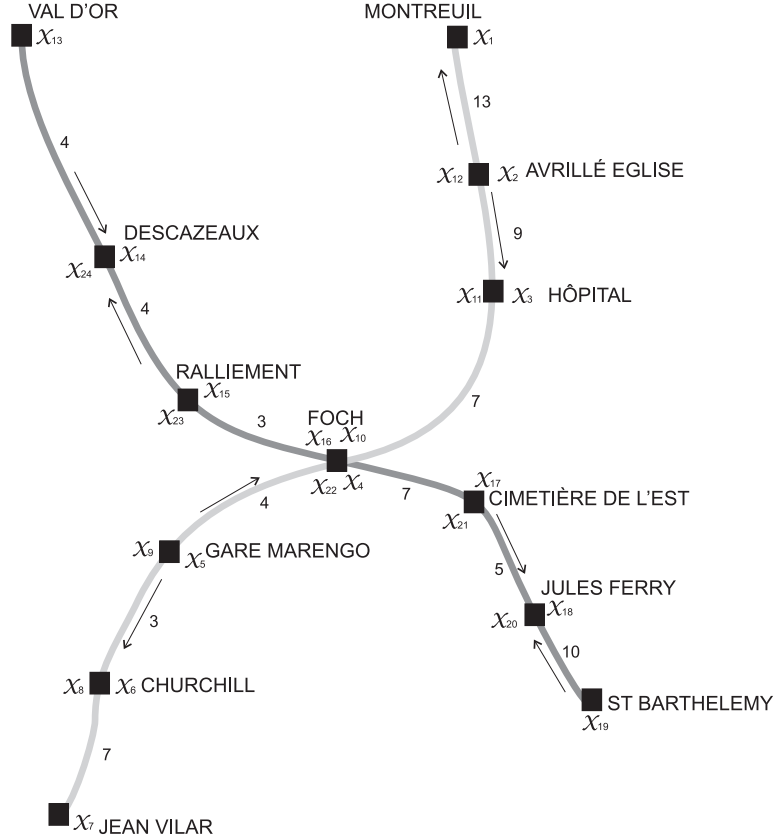 VAL D'OR
MONTREUIL
X13
X1
13
4
X12 X2 AVRILLÉ EGLISE
9
DESCAZEAUX
X14
X24
X11 X3 HÔPITAL
4
RALLIEMENT
X15
X23
7
3
FOCH
X16 X10
X22 X4
7
X17
CIMETIÈRE DE L'EST
X21
4
X9 X5 GARE MARENGO
5
JULES FERRY
X18
X20
3
10
X8 X6 CHURCHILL
ST BARTHELEMY
X19
7
X7 JEAN VILAR